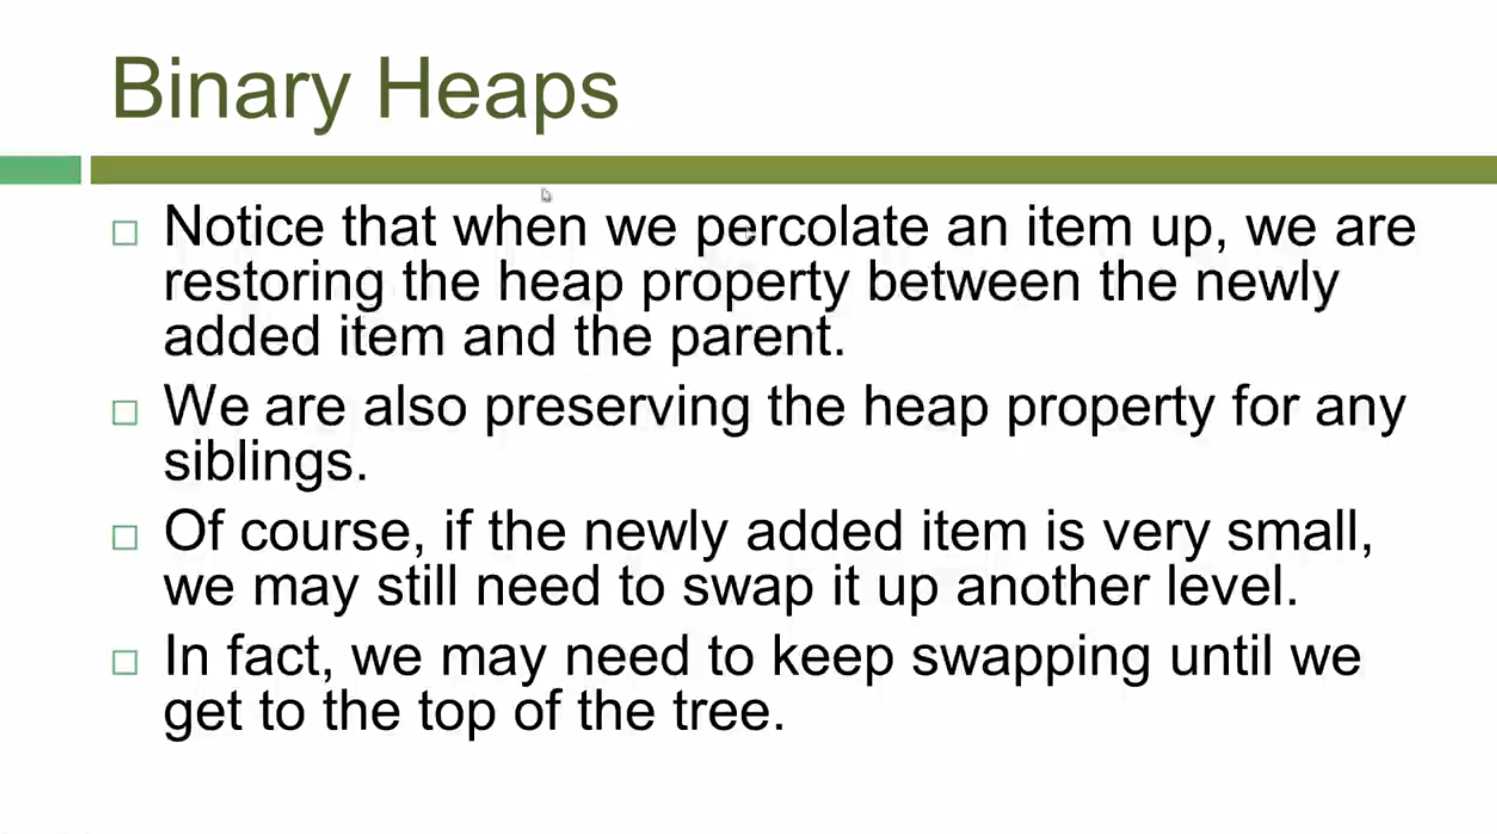 Binary Heaps
Notice that when we percolate an item up, we are
restoring the heap property between the newly
added item and the parent.
We are also preserving the heap property for any
siblings.
Of course, if the newly added item is very small,
we may still need to swap it up another level.
In fact, we may need to keep swapping until we
get to the top of the tree.